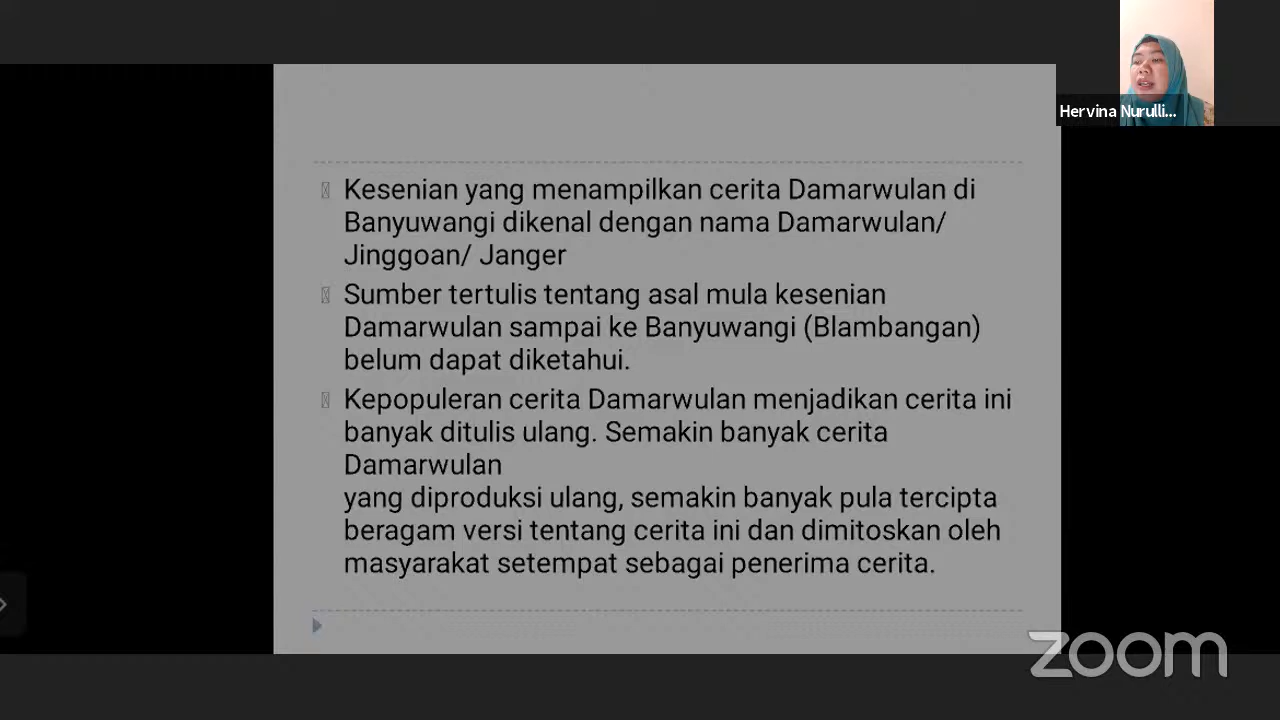 Hervina Nurulli...
Kesenian yang menampilkan cerita Damarwulan di
Banyuwangi dikenal dengan nama Damarwulan/
Jinggoan/ Janger
Sumber tertulis tentang asal mula kesenian
Damarwulan sampai ke Banyuwangi (Blambangan)
belum dapat diketahui.
Kepopuleran cerita Damarwulan menjadikan cerita ini
banyak ditulis ulang. Semakin banyak cerita
Damarwulan
yang diproduksi ulang, semakin banyak pula tercipta
beragam versi tentang cerita ini dan dimitoskan oleh
masyarakat setempat sebagai penerima cerita.
zoom